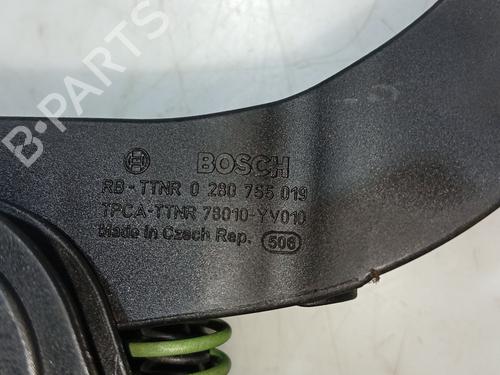 BOSCH
RB-TTNR 0 280 755 019
TPCA-TTNR 78010-YV010
Made in Czech Rep. 506
B-PARTS